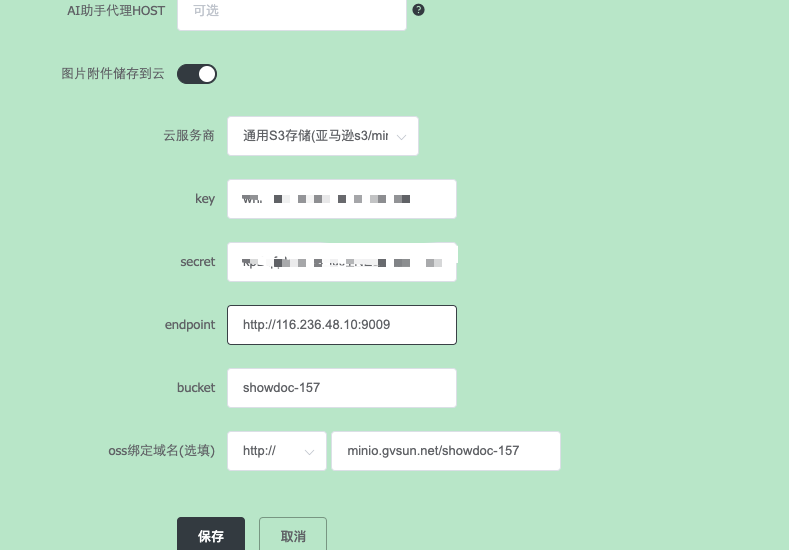 AI助手代理HOST 可选 ?
图片附件储存到云
云服务商 通用S3存储(亚马逊s3/mir
key
secret
endpoint http://116.236.48.10:9009
bucket showdoc-157
oss绑定域名(选填) http:// minio.gvsun.net/showdoc-157
保存 取消